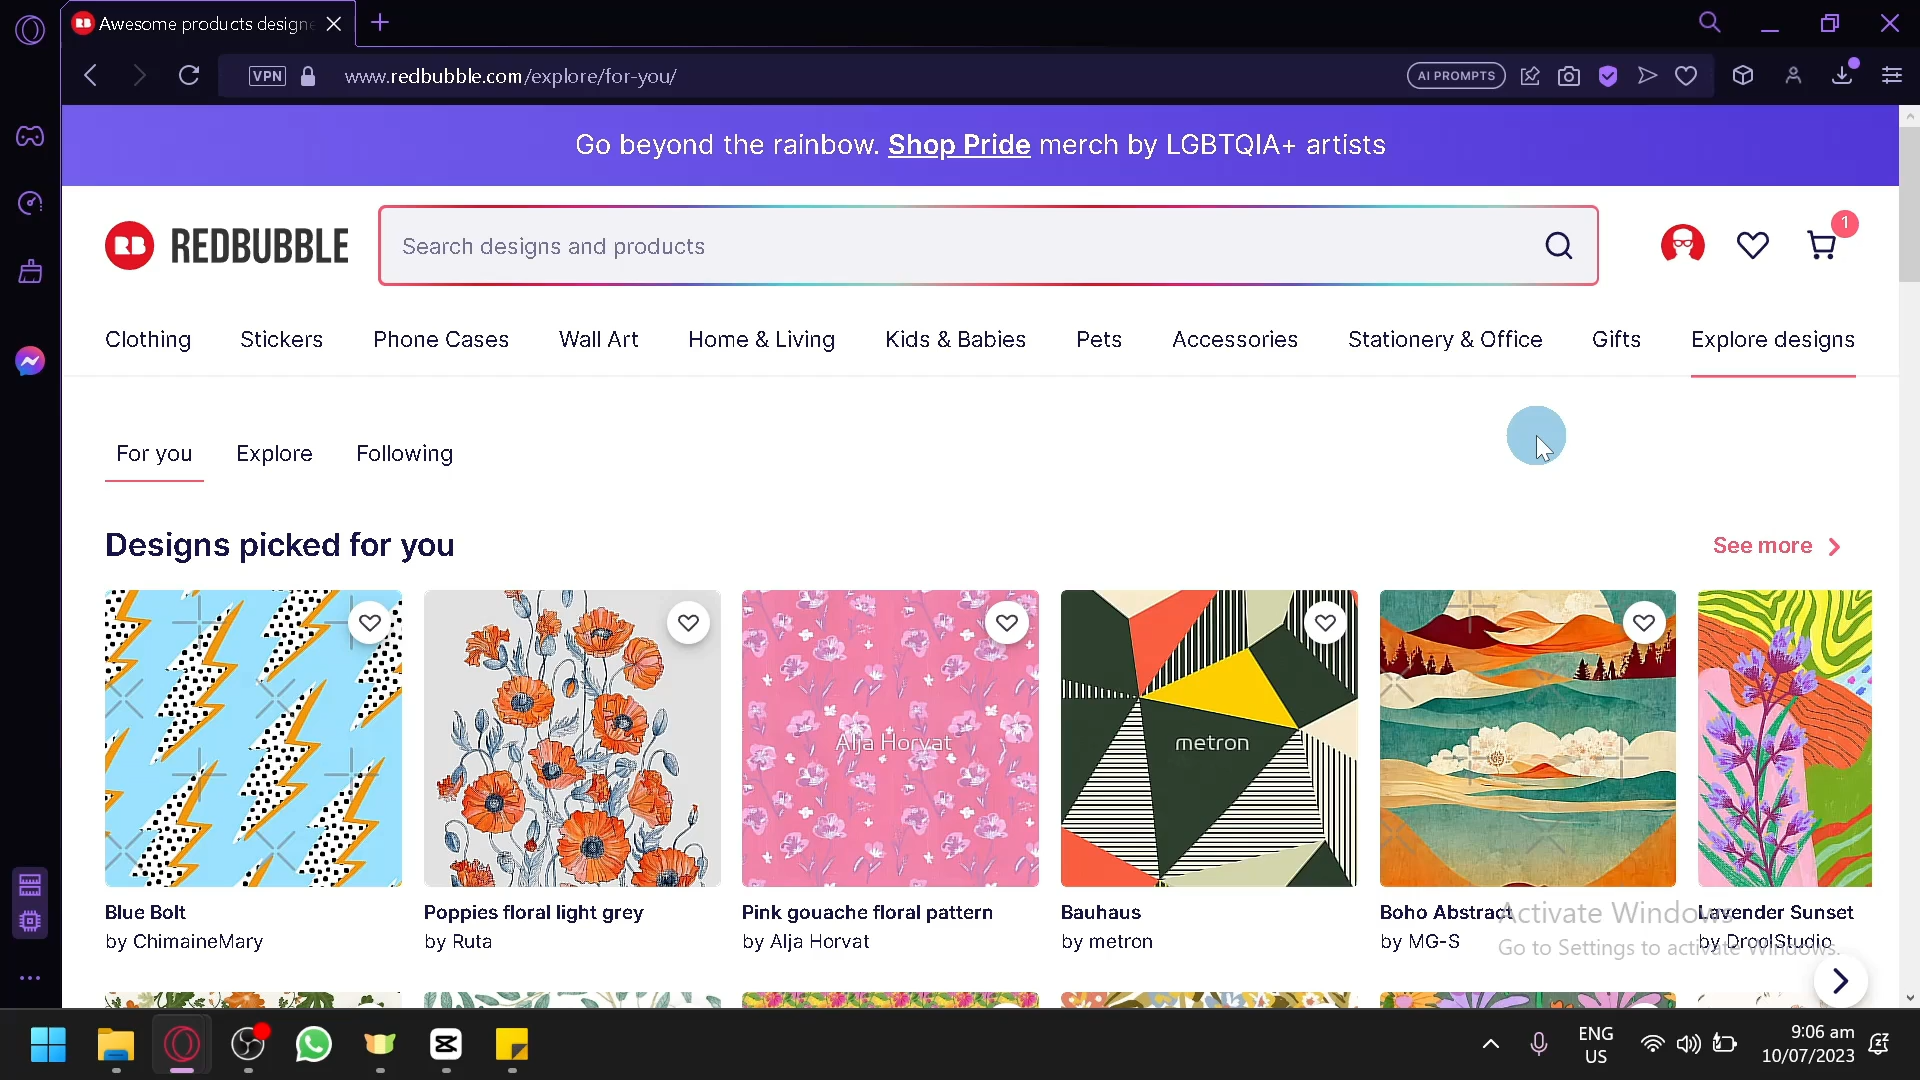 Awesome products designe
VPN
www.redbubble.com/explore/for-you/
AI PROMPTS
Go beyond the rainbow. Shop Pride merch by LGBTQIA+ artists
RB REDBUBBLE
Search designs and products
1
Clothing Stickers Phone Cases Wall Art Home & Living Kids & Babies Pets Accessories Stationery & Office Gifts Explore designs
For you Explore Following
Designs picked for you
See more
Alja Horvat
metron
Blue Bolt
by ChimaineMary
Poppies floral light grey
by Ruta
Pink gouache floral pattern
by Alja Horvat
Bauhaus
by metron
Boho Abstract
by MG-S
Lavender Sunset
by DroolStudio
Activate Windows
Go to Settings to activate Windows.
ENG
US
9:06 am
10/07/2023